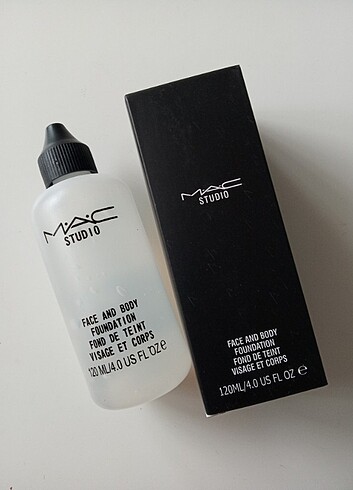 M·A·C
STUDIO
FACE AND BODY
FOUNDATION
FOND DE TEINT
VISAGE ET CORPS
120 ML/4.0 US FL OZ e
M·A·C
STUDIO
FACE AND BODY
FOUNDATION
FOND DE TEINT
VISAGE ET CORPS
120ML/4.0 US FL OZ e